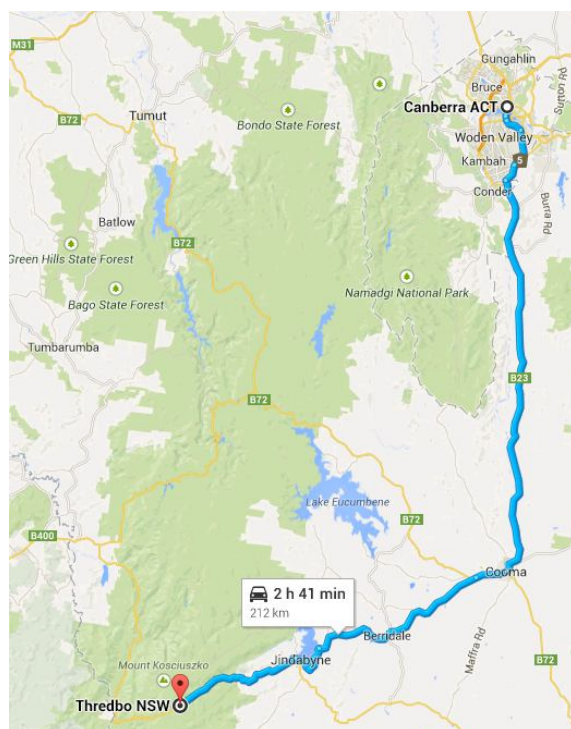 M31
Gungahlin
Bruce
Sutton Rd
Canberra ACT
B72
Tumut
Bondo State Forest
Woden Valley
Kambah
5
Conder
Burra Rd
Batlow
B72
Green Hills State Forest
Bago State Forest
Namadgi National Park
Tumbarumba
B23
B72
Lake Eucumbene
B400
B72
Cooma
2 h 41 min
212 km
Berridale
Maffra Rd
Jindabyne
B72
Mount Kosciuszko
Thredbo NSW